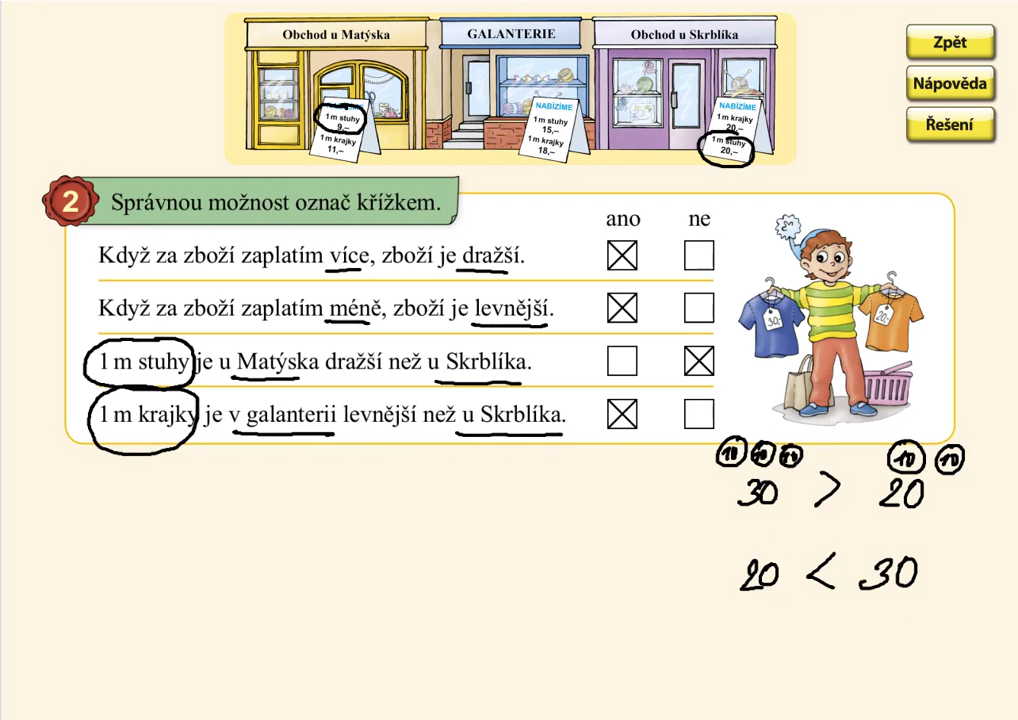 Obchod u Matýska
GALANTERIE
Obchod u Skrblíka
Zpět
Nápověda
Řešení
1 m stuhy
9,–
1 m krajky
11,–
NABÍZÍME
1 m stuhy
15,–
1 m krajky
18,–
NABÍZÍME
1 m krajky
20,–
1 m stuhy
20,–
2 Správnou možnost označ křížkem.
ano ne
Když za zboží zaplatím více, zboží je dražší.
Když za zboží zaplatím méně, zboží je levnější.
1 m stuhy je u Matýska dražší než u Skrblíka.
1 m krajky je v galanterii levnější než u Skrblíka.
30,-
20,-
10 10 10 10 10
30 > 20
20 < 30